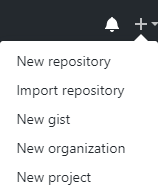 New repository
Import repository
New gist
New organization
New project